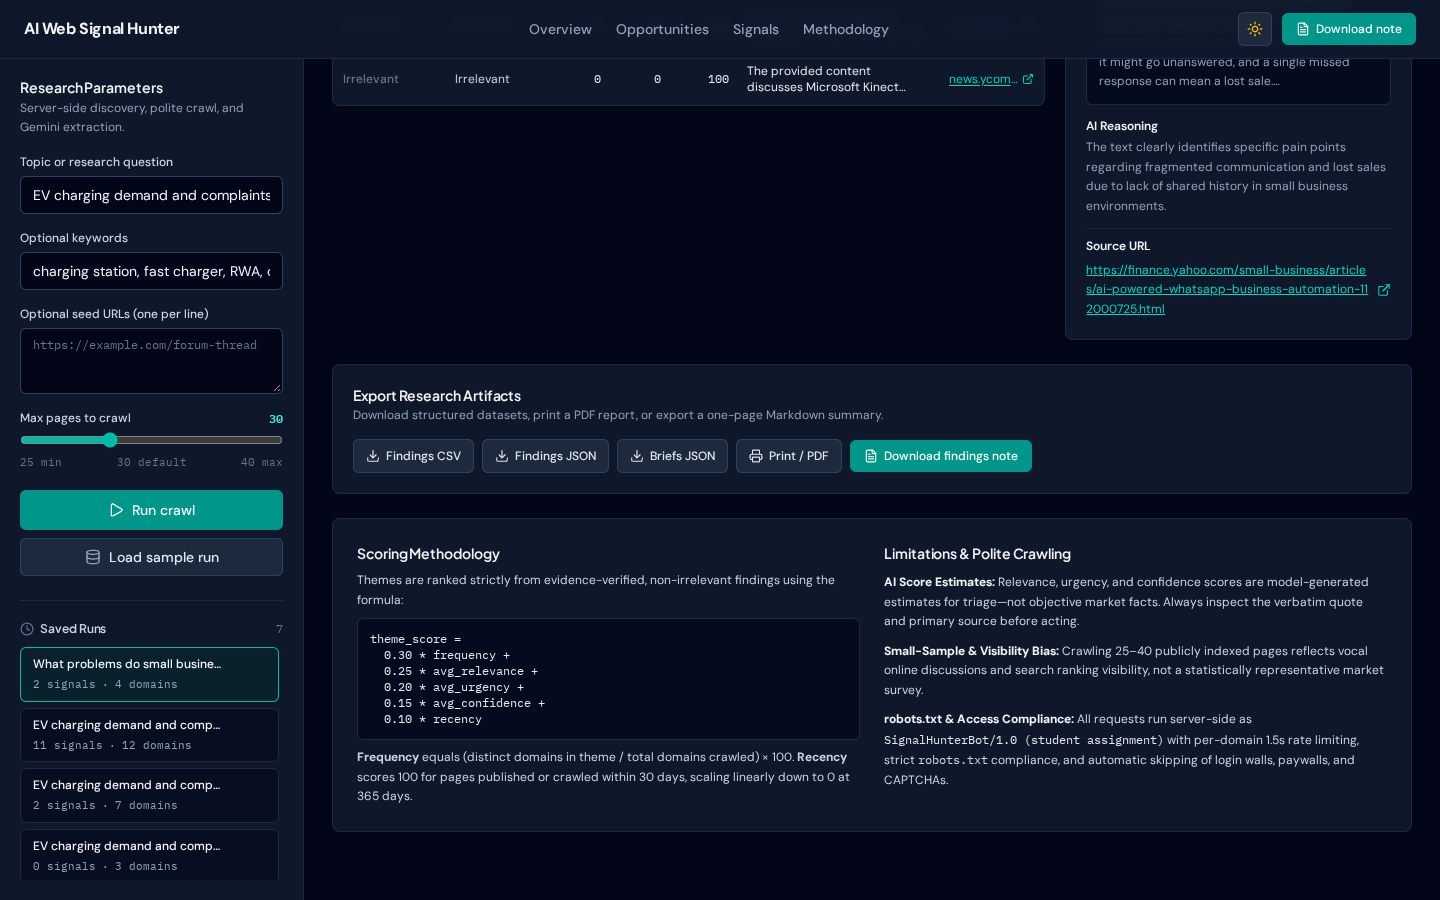 AI Web Signal Hunter
Overview
Opportunities
Signals
Methodology
Download note
Research Parameters
Server-side discovery, polite crawl, and
Gemini extraction.
Topic or research question
EV charging demand and complaints
Optional keywords
charging station, fast charger, RWA,
Optional seed URLs (one per line)
https://example.com/forum-thread
Max pages to crawl
30
25 min
30 default
40 max
Run crawl
Load sample run
Saved Runs
7
What problems do small busine…
2 signals · 4 domains
EV charging demand and comp…
11 signals · 12 domains
EV charging demand and comp…
2 signals · 7 domains
EV charging demand and comp…
0 signals · 3 domains
Irrelevant
Irrelevant
0
0
100
The provided content
discusses Microsoft Kinect…
news.ycom…
it might go unanswered, and a single missed
response can mean a lost sale.…
AI Reasoning
The text clearly identifies specific pain points
regarding fragmented communication and lost sales
due to lack of shared history in small business
environments.
Source URL
https://finance.yahoo.com/small-business/article
s/ai-powered-whatsapp-business-automation-11
2000725.html
Export Research Artifacts
Download structured datasets, print a PDF report, or export a one-page Markdown summary.
Findings CSV
Findings JSON
Briefs JSON
Print / PDF
Download findings note
Scoring Methodology
Themes are ranked strictly from evidence-verified, non-irrelevant findings using the
formula:
theme_score =
0.30 * frequency +
0.25 * avg_relevance +
0.20 * avg_urgency +
0.15 * avg_confidence +
0.10 * recency
Frequency equals (distinct domains in theme / total domains crawled) × 100. Recency
scores 100 for pages published or crawled within 30 days, scaling linearly down to 0 at
365 days.
Limitations & Polite Crawling
AI Score Estimates: Relevance, urgency, and confidence scores are model-generated
estimates for triage—not objective market facts. Always inspect the verbatim quote
and primary source before acting.
Small-Sample & Visibility Bias: Crawling 25–40 publicly indexed pages reflects vocal
online discussions and search ranking visibility, not a statistically representative market
survey.
robots.txt & Access Compliance: All requests run server-side as
SignalHunterBot/1.0 (student assignment) with per-domain 1.5s rate limiting,
strict robots.txt compliance, and automatic skipping of login walls, paywalls, and
CAPTCHAs.